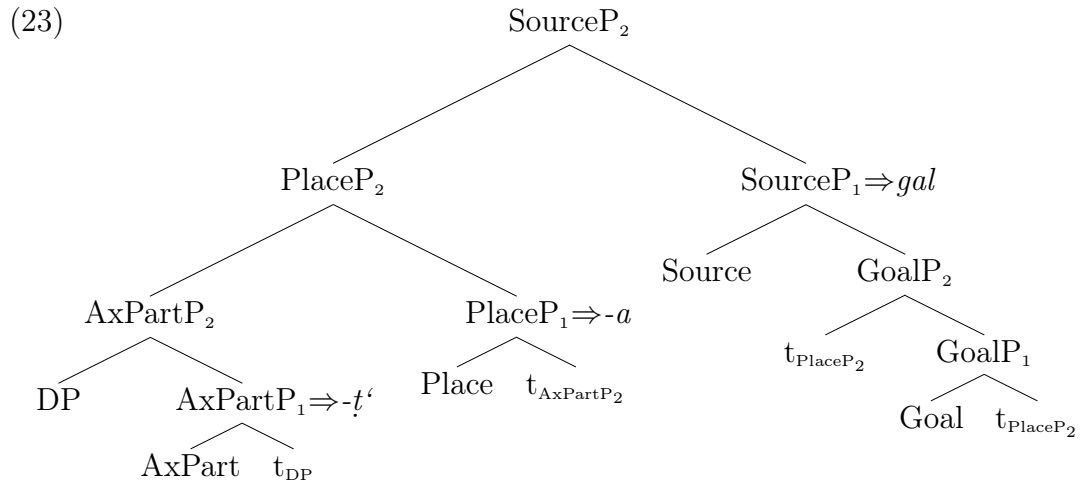 (23)
SourceP₂
PlaceP₂ SourceP₁⇒gal
Source GoalP₂
AxPartP₂ PlaceP₁⇒-a
t_PlaceP₂ GoalP₁
DP AxPartP₁⇒-ṭ‘ Place t_AxPartP₂
Goal t_PlaceP₂
AxPart t_DP